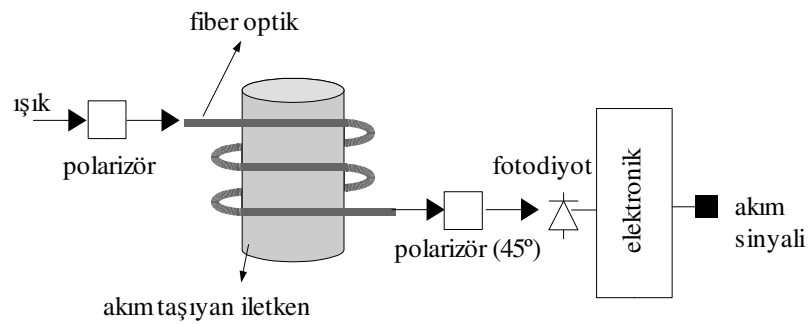 fiber optik
ışık
polarizör
fotodiyot
elektronik
akım
sinyali
polarizör (45º)
akım taşıyan iletken